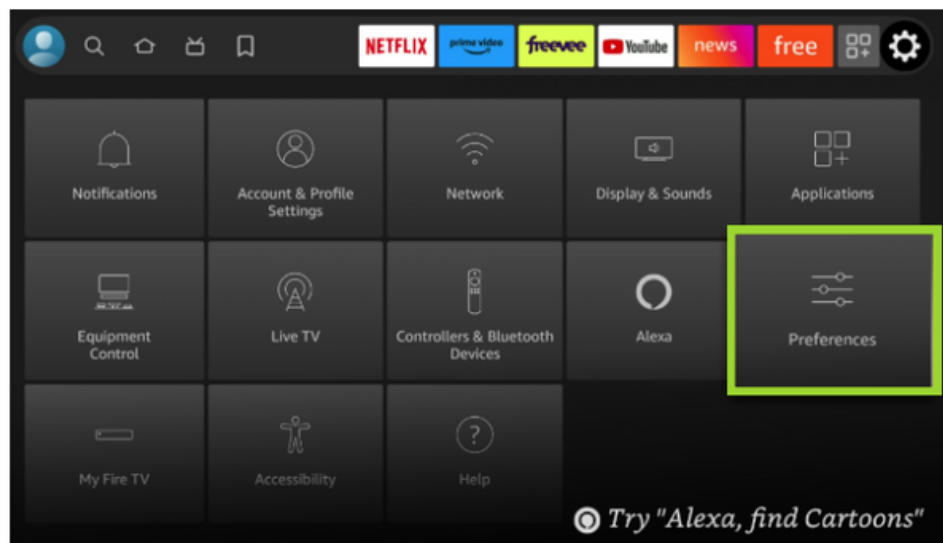 NETFLIX prime video freevee YouTube news free
Notifications
Account & Profile
Settings
Network
Display & Sounds
Applications
Equipment
Control
Live TV
Controllers & Bluetooth
Devices
Alexa
Preferences
My Fire TV
Accessibility
?
Help
Try "Alexa, find Cartoons"